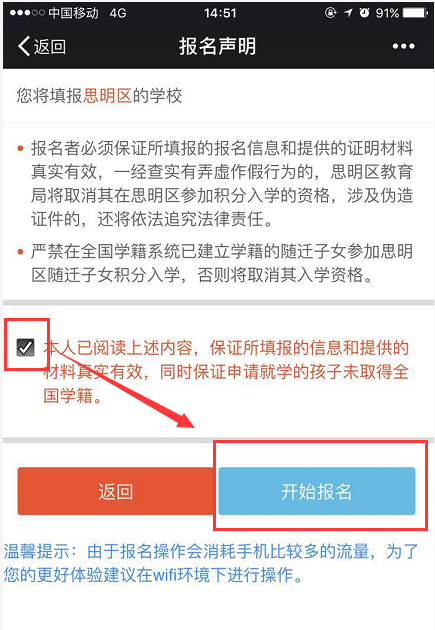 中国移动 4G 14:51 91%
返回 报名声明
您将填报思明区的学校
报名者必须保证所填报的报名信息和提供的证明材料
真实有效，一经查实有弄虚作假行为的，思明区教育
局将取消其在思明区参加积分入学的资格，涉及伪造
证件的，还将依法追究法律责任。
严禁在全国学籍系统已建立学籍的随迁子女参加思明
区随迁子女积分入学，否则将取消其入学资格。
本人已阅读上述内容，保证所填报的信息和提供的
材料真实有效，同时保证申请就学的孩子未取得全
国学籍。
返回 开始报名
温馨提示：由于报名操作会消耗手机比较多的流量，为了
您的更好体验建议在wifi环境下进行操作。